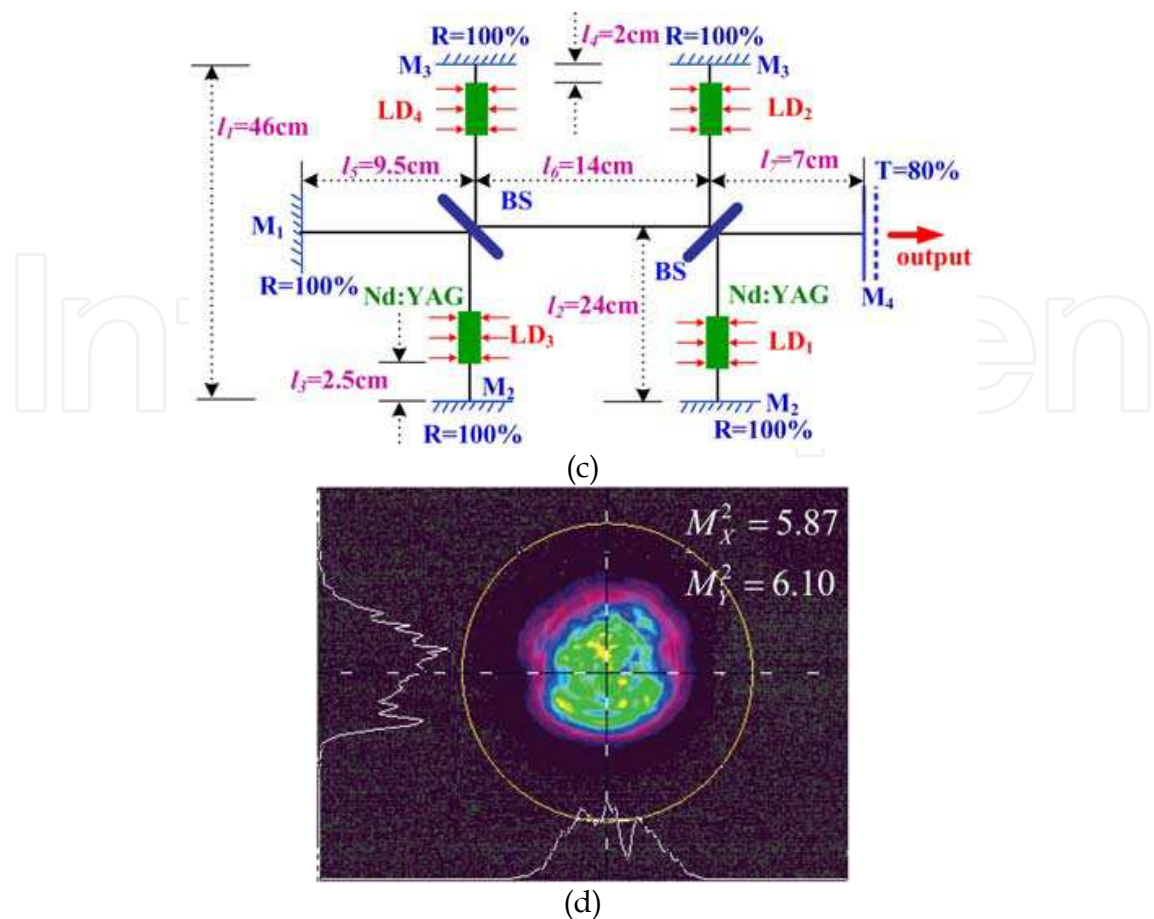 R=100%
l₄=2cm
R=100%
M₃
M₃
LD₄
LD₂
l₁=46cm
l₅=9.5cm
l₆=14cm
l₇=7cm
T=80%
BS
M₁
BS
output
R=100%
M₄
Nd:YAG
l₂=24cm
Nd:YAG
LD₃
LD₁
l₃=2.5cm
M₂
M₂
R=100%
R=100%
(c)
M²X = 5.87
M²Y = 6.10
(d)